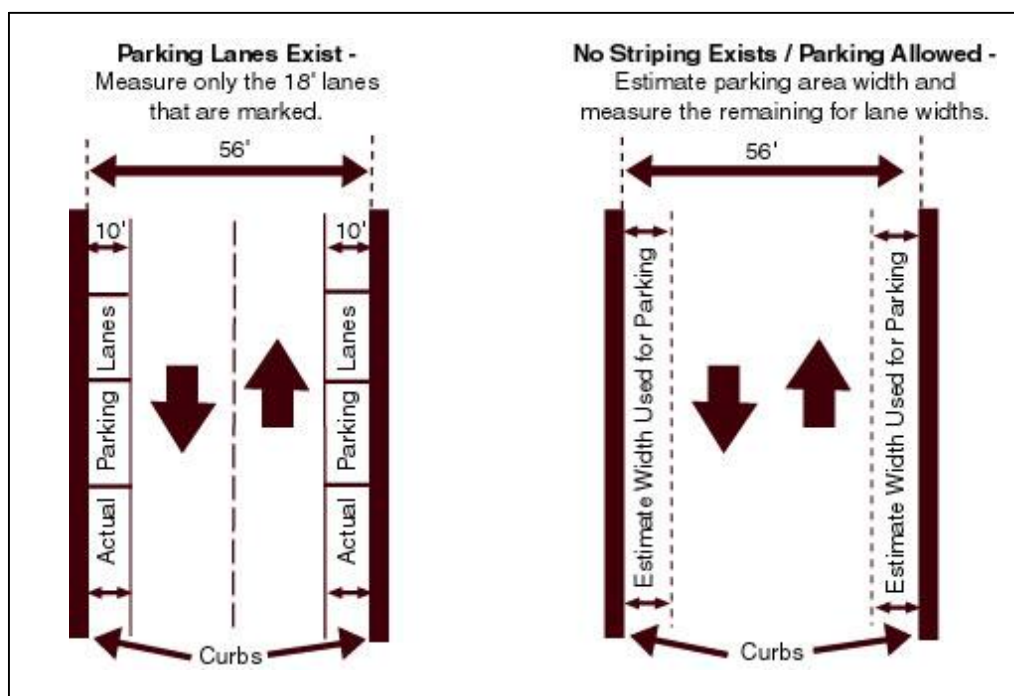 Parking Lanes Exist -
Measure only the 18' lanes
that are marked.
56'
10'
10'
Actual Parking Lanes
Actual Parking Lanes
Curbs
No Striping Exists / Parking Allowed -
Estimate parking area width and
measure the remaining for lane widths.
56'
Estimate Width Used for Parking
Estimate Width Used for Parking
Curbs